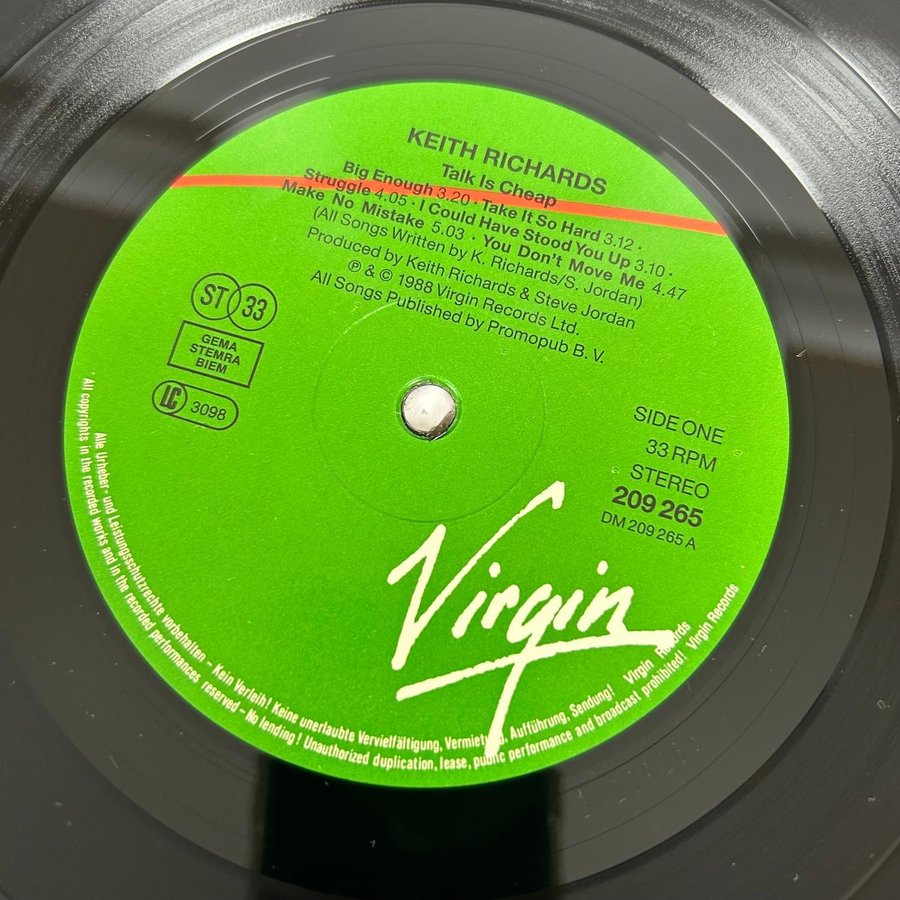 KEITH RICHARDS
Talk Is Cheap
Big Enough 3.20 · Take It So Hard 3.12 ·
Struggle 4.05 · I Could Have Stood You Up 3.10 ·
Make No Mistake 5.03 · You Don't Move Me 4.47
(All Songs Written by K. Richards/S. Jordan)
Produced by Keith Richards & Steve Jordan
℗ & © 1988 Virgin Records Ltd.
All Songs Published by Promopub B. V.
ST 33
GEMA
STEMRA
BIEM
LC 3098
SIDE ONE
33 RPM
STEREO
209 265
DM 209 265 A
Virgin
Alle Urheber- und Leistungsschutzrechte vorbehalten – Kein Verleih! Keine unerlaubte Vervielfältigung, Vermietung, Aufführung, Sendung! Virgin Records
All copyrights in the recorded works and in the recorded performances reserved – No lending! Unauthorized duplication, lease, public performance and broadcast prohibited! Virgin Records